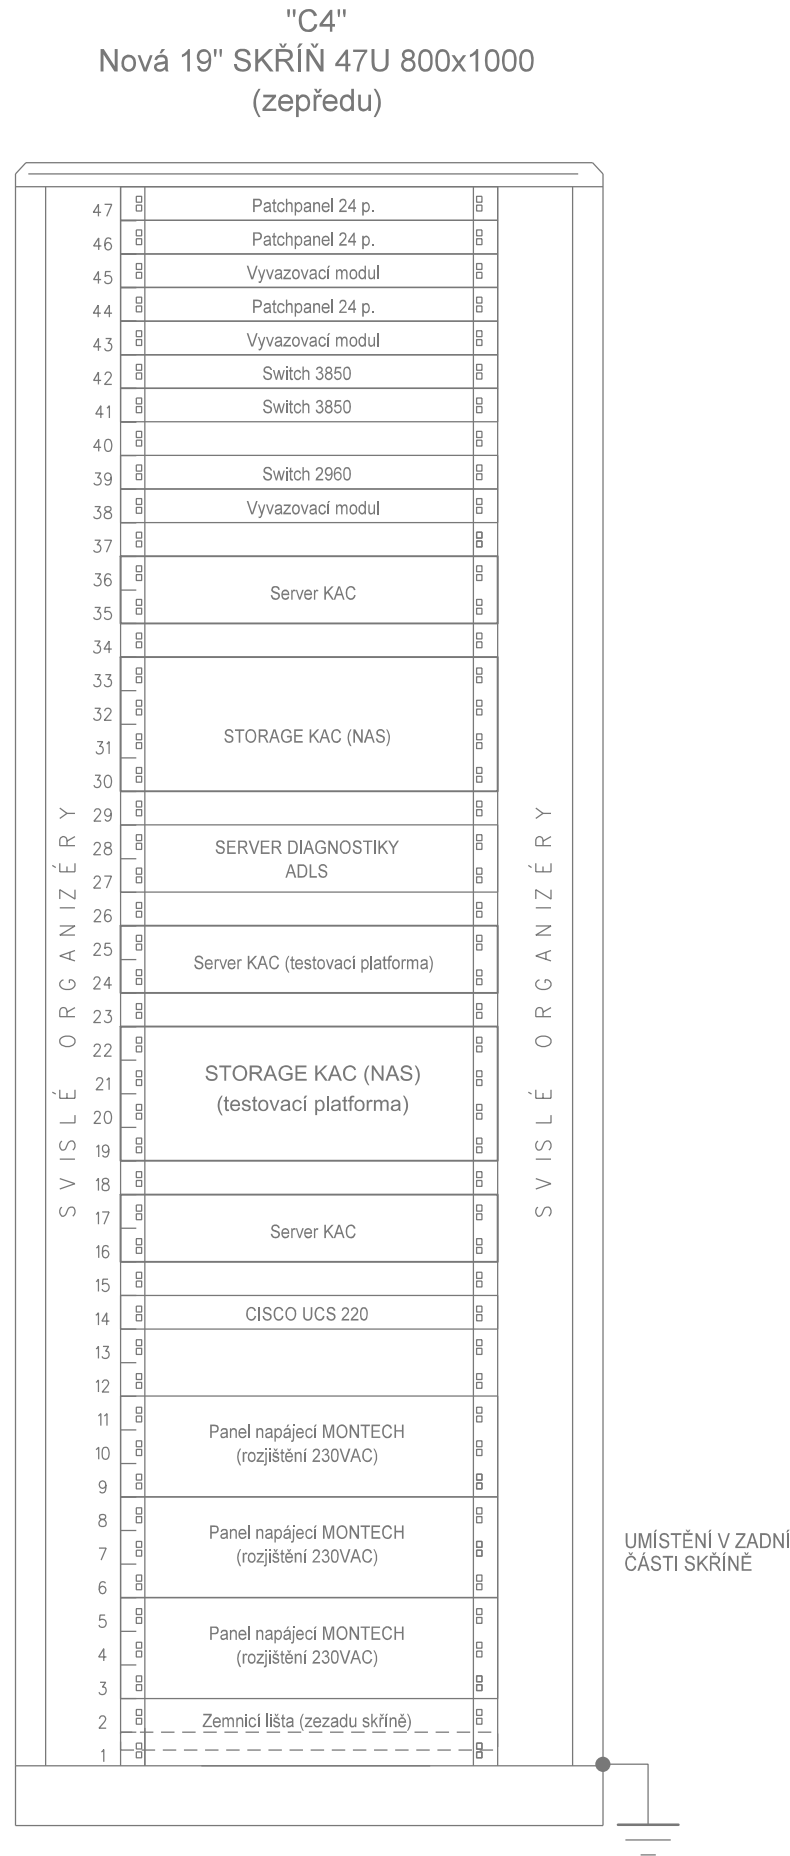 "C4"
Nová 19" SKŘÍŇ 47U 800x1000
(zepředu)
47 Patchpanel 24 p.
46 Patchpanel 24 p.
45 Vyvazovací modul
44 Patchpanel 24 p.
43 Vyvazovací modul
42 Switch 3850
41 Switch 3850
40
39 Switch 2960
38 Vyvazovací modul
37
36
Server KAC
35
34
33
32
STORAGE KAC (NAS)
31
30
29
28 SERVER DIAGNOSTIKY
ADLS
27
26
25
Server KAC (testovací platforma)
24
23
22
STORAGE KAC (NAS)
21
(testovací platforma)
20
19
18
17
Server KAC
16
15
14 CISCO UCS 220
13
12
11
Panel napájecí MONTECH
10 (rozjištění 230VAC)
9
8
Panel napájecí MONTECH
7 (rozjištění 230VAC)
6
5
Panel napájecí MONTECH
4 (rozjištění 230VAC)
3
2 Zemnicí lišta (zezadu skříně)
1
SVISLÉ ORGANIZÉRY
SVISLÉ ORGANIZÉRY
UMÍSTĚNÍ V ZADNÍ
ČÁSTI SKŘÍNĚ